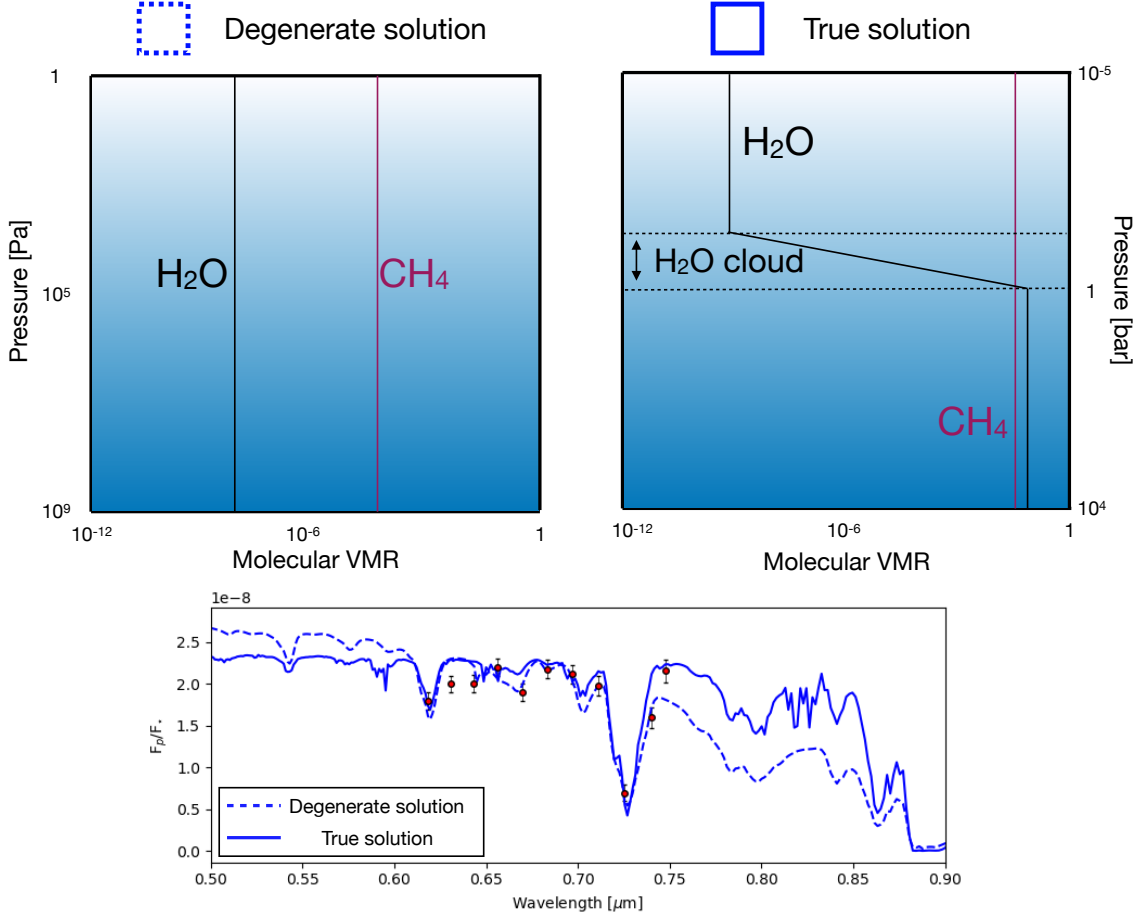 Degenerate solution
True solution
1
10⁵
10⁹
Pressure [Pa]
H₂O
CH₄
10⁻¹²
10⁻⁶
1
Molecular VMR
H₂O
H₂O cloud
CH₄
10⁻⁵
1
10⁴
Pressure [bar]
10⁻¹²
10⁻⁶
1
Molecular VMR
1e−8
2.5
2.0
1.5
1.0
0.5
0.0
Fₚ/F⋆
Degenerate solution
True solution
0.50 0.55 0.60 0.65 0.70 0.75 0.80 0.85 0.90
Wavelength [μm]